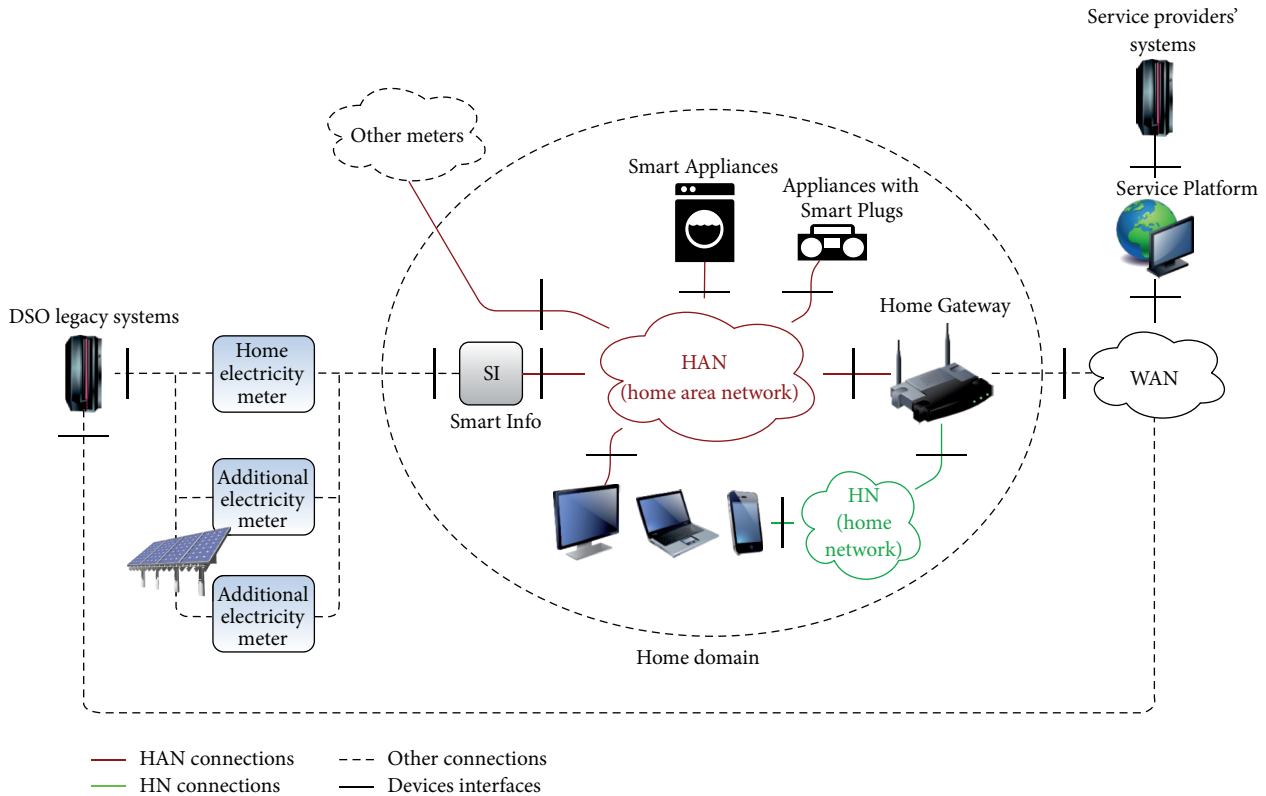 Service providers'
systems
Other meters
Smart Appliances
Appliances with
Smart Plugs
Service Platform
DSO legacy systems
Home Gateway
Home
electricity
meter
SI
Smart Info
HAN
(home area network)
WAN
Additional
electricity
meter
HN
(home
network)
Additional
electricity
meter
Home domain
HAN connections
Other connections
HN connections
Devices interfaces